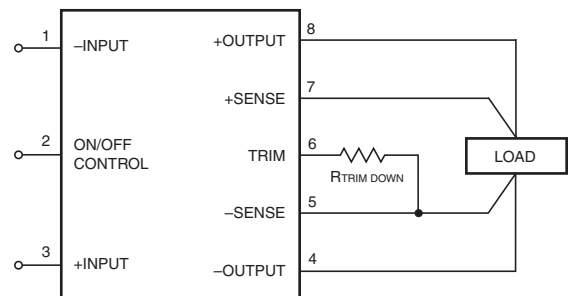 1
–INPUT
+OUTPUT
8
+SENSE
7
2
ON/OFF
CONTROL
TRIM
6
RTRIM DOWN
LOAD
–SENSE
5
3
+INPUT
–OUTPUT
4